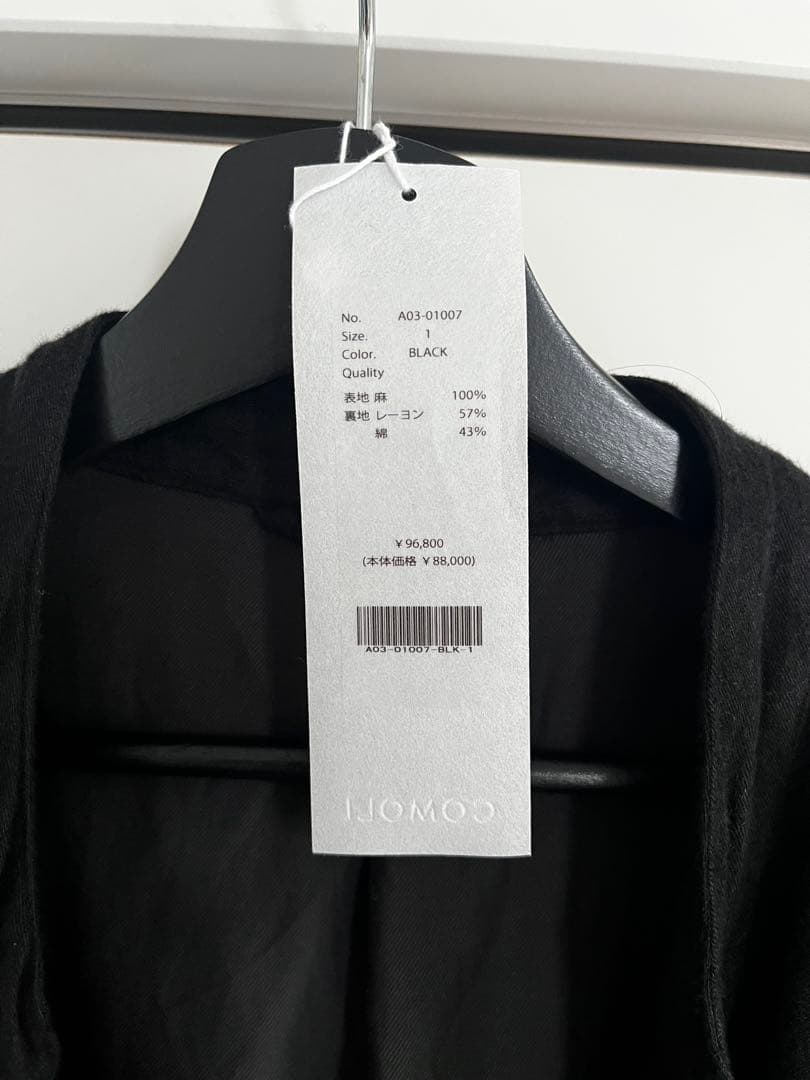 No. A03-01007
Size. 1
Color. BLACK
Quality
表地 麻 100%
裏地 レーヨン 57%
綿 43%
¥96,800
(本体価格 ¥88,000)
A03-01007-BLK-1
COMOLI